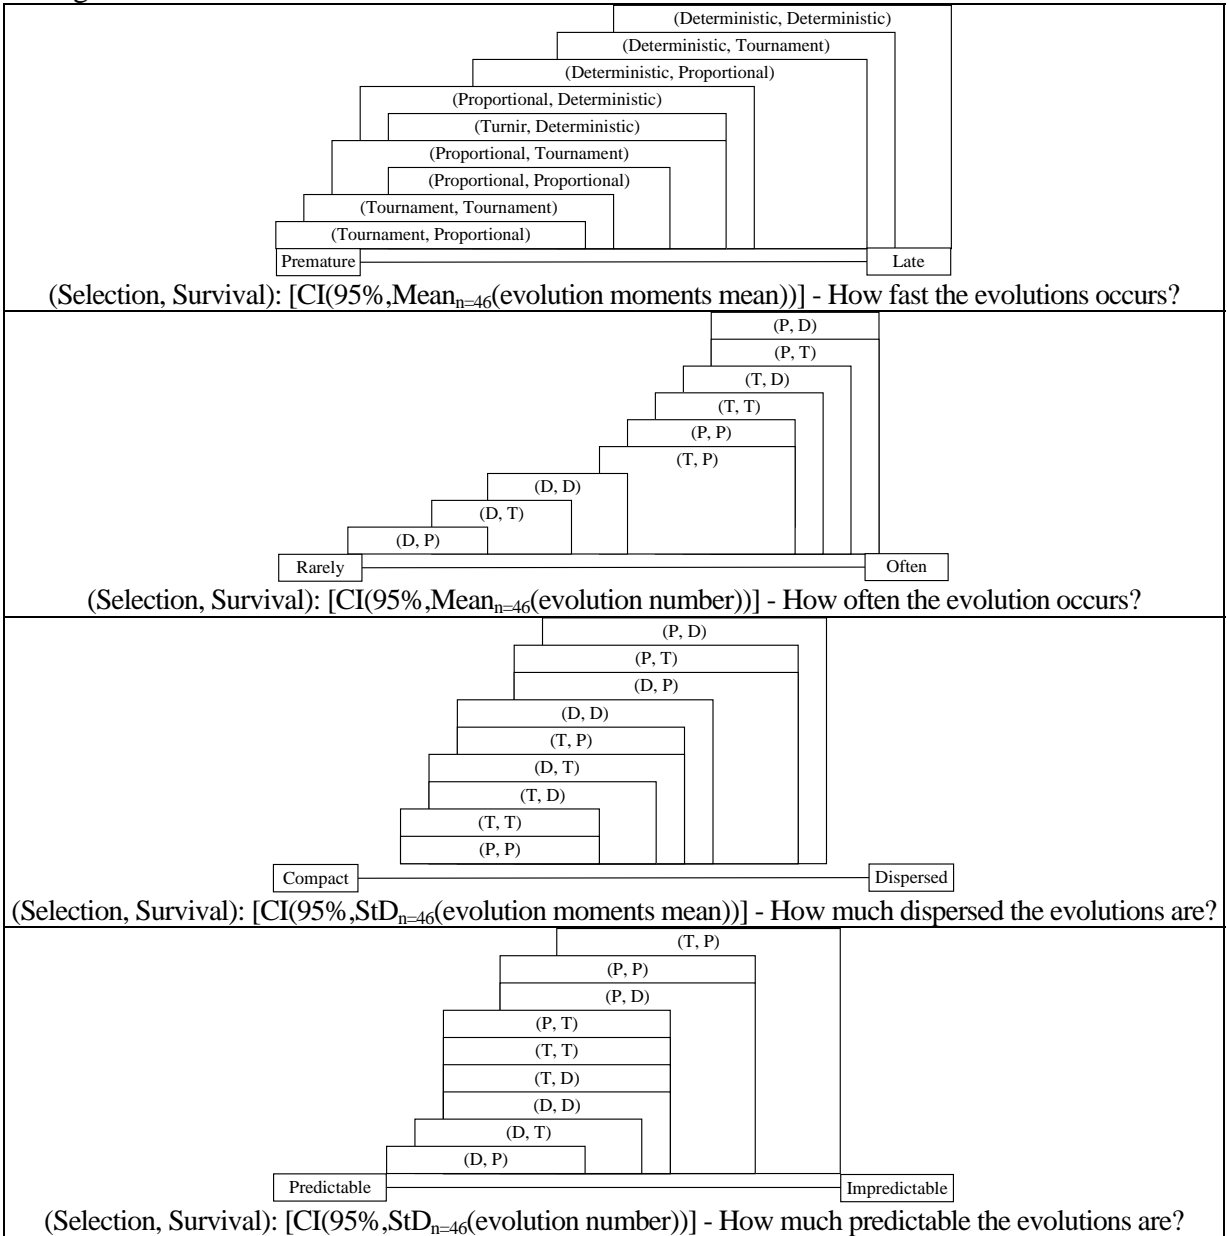 (Deterministic, Deterministic)
(Deterministic, Tournament)
(Deterministic, Proportional)
(Proportional, Deterministic)
(Turnir, Deterministic)
(Proportional, Tournament)
(Proportional, Proportional)
(Tournament, Tournament)
(Tournament, Proportional)
Premature Late
(Selection, Survival): [CI(95%,Meanₙ₌₄₆(evolution moments mean))] - How fast the evolutions occurs?
(P, D)
(P, T)
(T, D)
(T, T)
(P, P)
(T, P)
(D, D)
(D, T)
(D, P)
Rarely Often
(Selection, Survival): [CI(95%,Meanₙ₌₄₆(evolution number))] - How often the evolution occurs?
(P, D)
(P, T)
(D, P)
(D, D)
(T, P)
(D, T)
(T, D)
(T, T)
(P, P)
Compact Dispersed
(Selection, Survival): [CI(95%,StDₙ₌₄₆(evolution moments mean))] - How much dispersed the evolutions are?
(T, P)
(P, P)
(P, D)
(P, T)
(T, T)
(T, D)
(D, D)
(D, T)
(D, P)
Predictable Impredictable
(Selection, Survival): [CI(95%,StDₙ₌₄₆(evolution number))] - How much predictable the evolutions are?